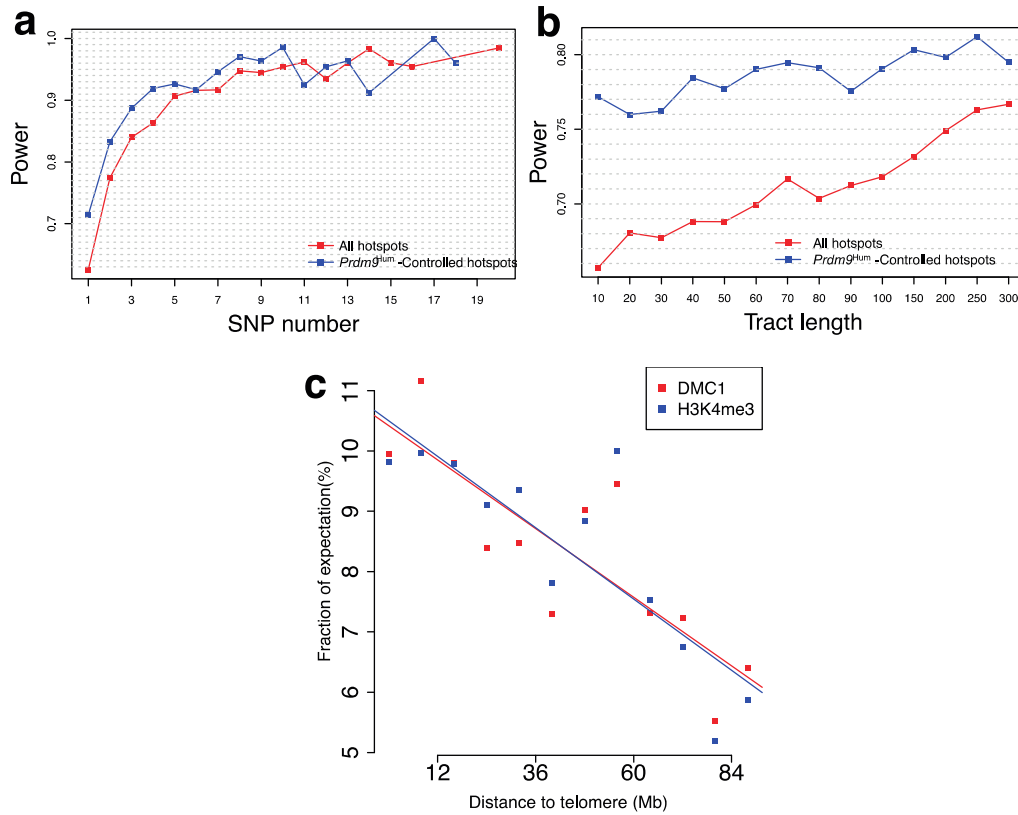 a
Power
1.0
0.9
0.8
0.7
All hotspots
Prdm9Hum -Controlled hotspots
1 3 5 7 9 11 13 15 17 19
SNP number
b
Power
0.80
0.75
0.70
All hotspots
Prdm9Hum -Controlled hotspots
10 20 30 40 50 60 70 80 90 100 150 200 250 300
Tract length
c
Fraction of expectation(%)
11
10
9
8
7
6
5
DMC1
H3K4me3
12 36 60 84
Distance to telomere (Mb)